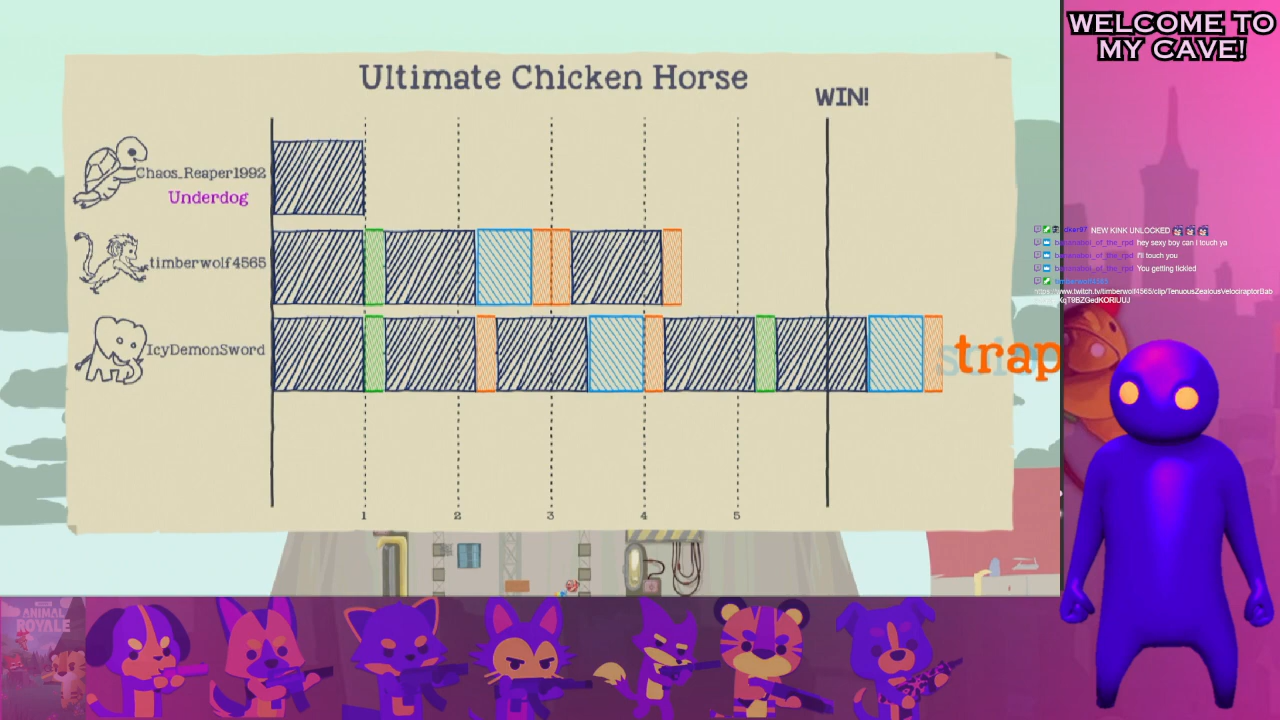 WELCOME TO
MY CAVE!
Ultimate Chicken Horse
WIN!
Chaos_Reaper1992
Underdog
timberwolf4565
IcyDemonSword
trap
1
2
3
4
5
NEW KINK UNLOCKED
hey sexy boy can I touch ya
I'll touch you
You getting tickled
ANIMAL
ROYALE